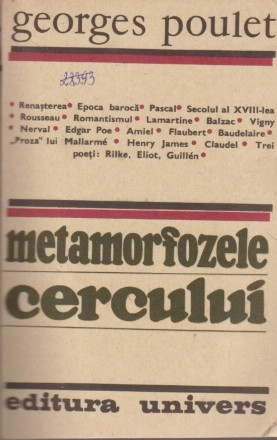 georges poulet
22393
• Renașterea • Epoca barocă • Pascal • Secolul al XVIII-lea
• Rousseau • Romantismul • Lamartine • Balzac • Vigny
• Nerval • Edgar Poe • Amiel • Flaubert • Baudelaire •
„Proza” lui Mallarmé • Henry James • Claudel • Trei
poeți: Rilke, Eliot, Guillén •
metamorfozele
cercului
editura univers